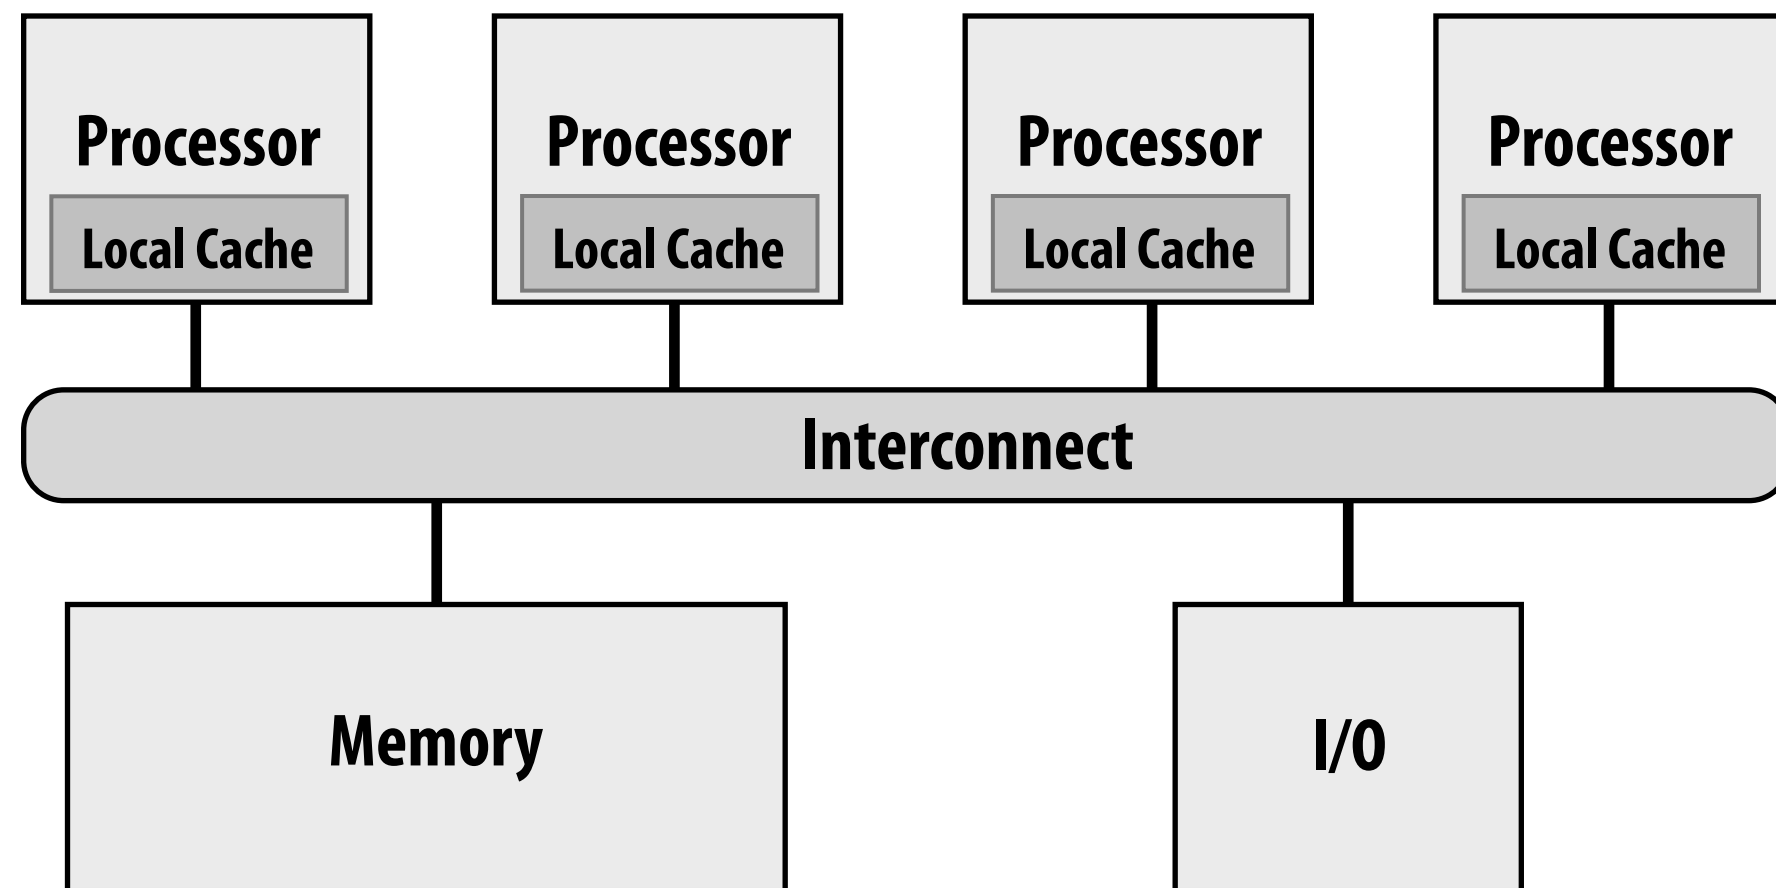 Processor Processor Processor Processor
Local Cache Local Cache Local Cache Local Cache
Interconnect
Memory I/O